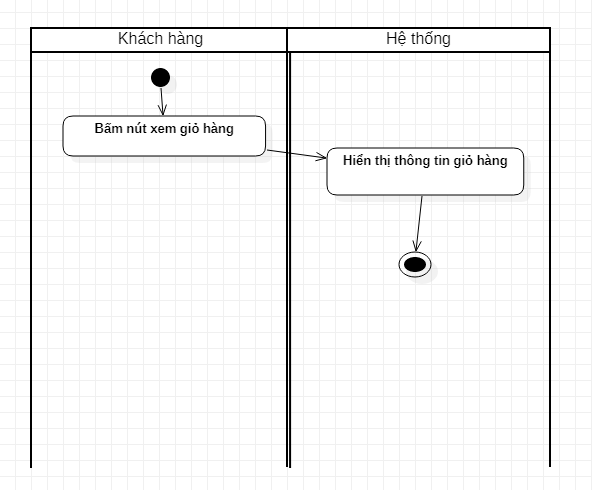 Khách hàng
Hệ thống
Bấm nút xem giỏ hàng
Hiển thị thông tin giỏ hàng